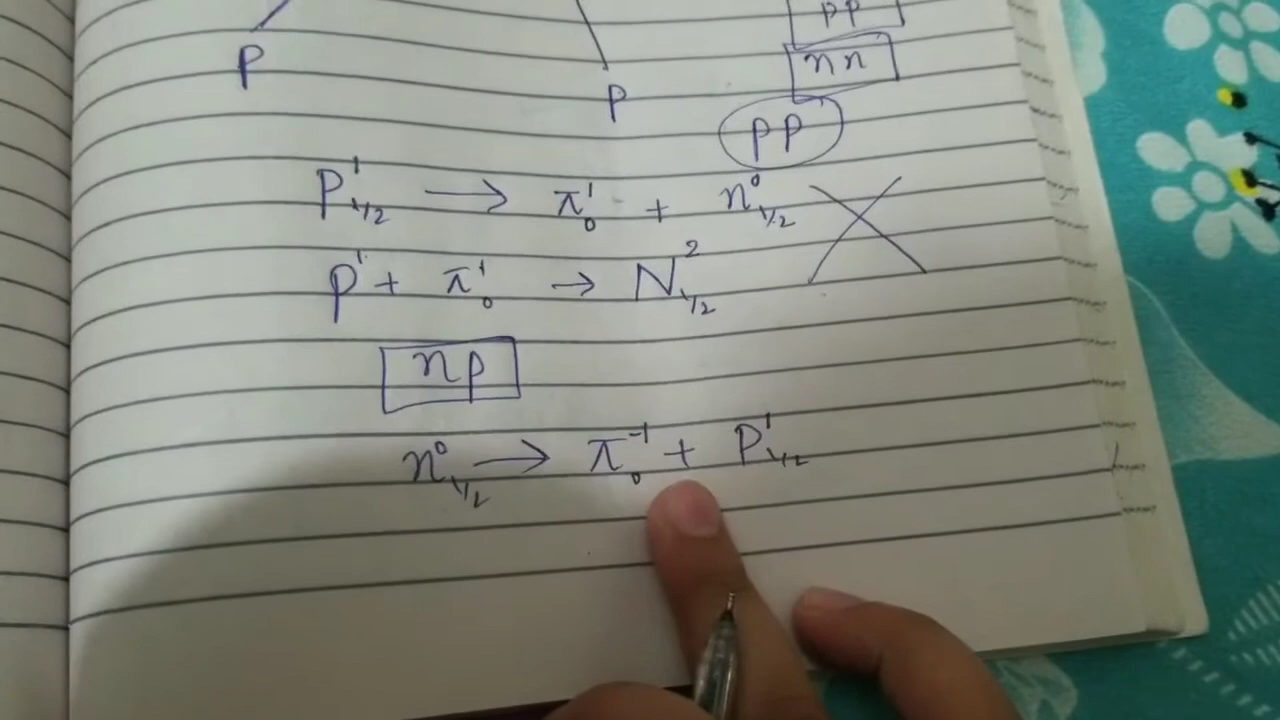 pp
nn
P
P
pp
P¹₁/₂ → π¹₀ + n⁰₁/₂
p¹ + π¹₀ → N²₁/₂
np
n⁰₁/₂ → π⁻¹₀ + P¹₁/₂